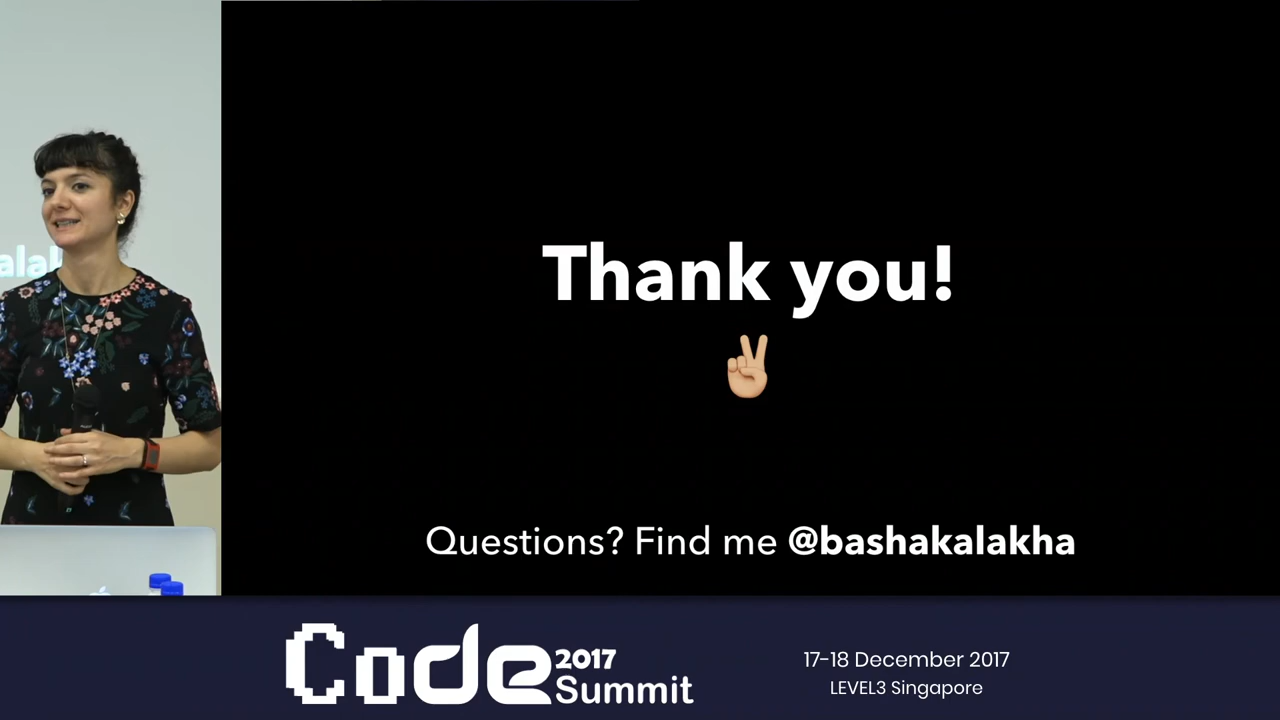 Thank you!
✌🏼
Questions? Find me @bashakalakha
Code 2017 Summit
17-18 December 2017
LEVEL3 Singapore